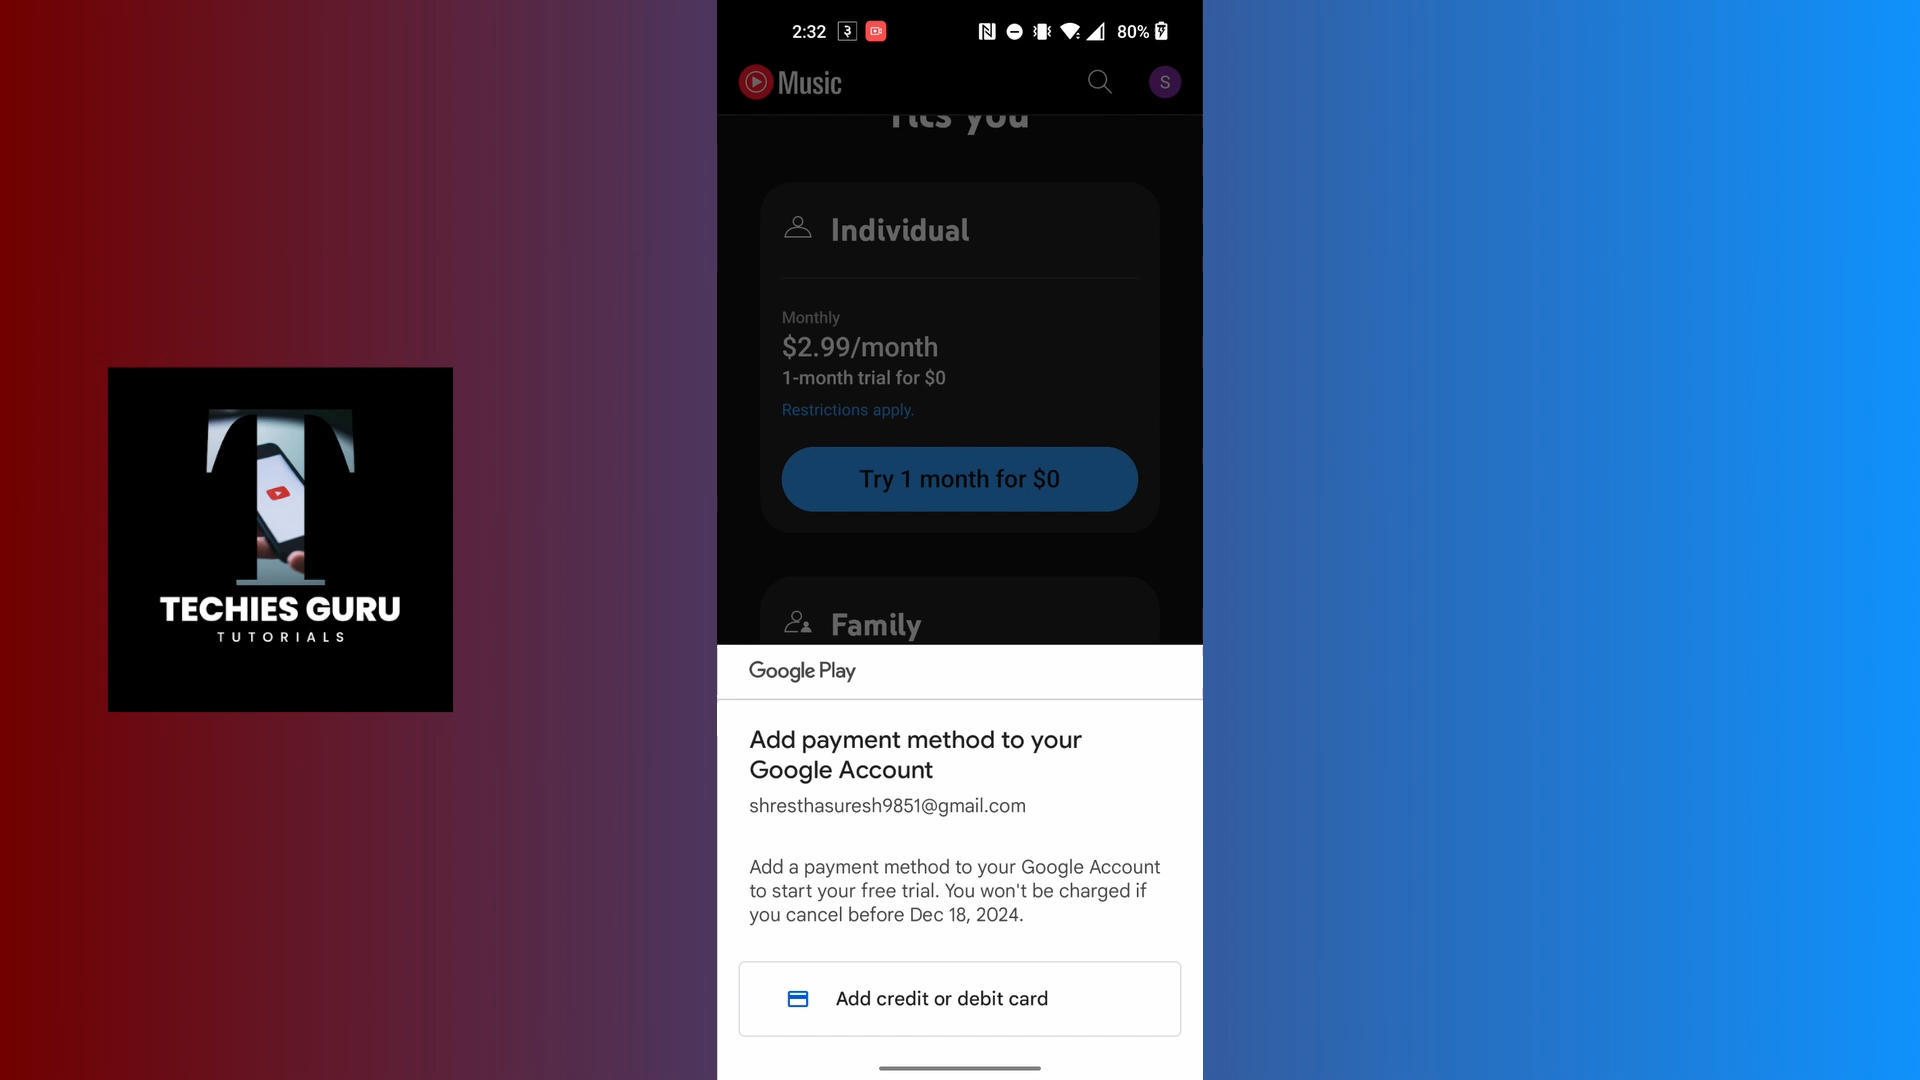 2:32
३
80%
Music
S
fits you
Individual
Monthly
$2.99/month
1-month trial for $0
Restrictions apply.
Try 1 month for $0
Family
Google Play
Add payment method to your
Google Account
shresthasuresh9851@gmail.com
Add a payment method to your Google Account
to start your free trial. You won't be charged if
you cancel before Dec 18, 2024.
Add credit or debit card
T
TECHIES GURU
TUTORIALS